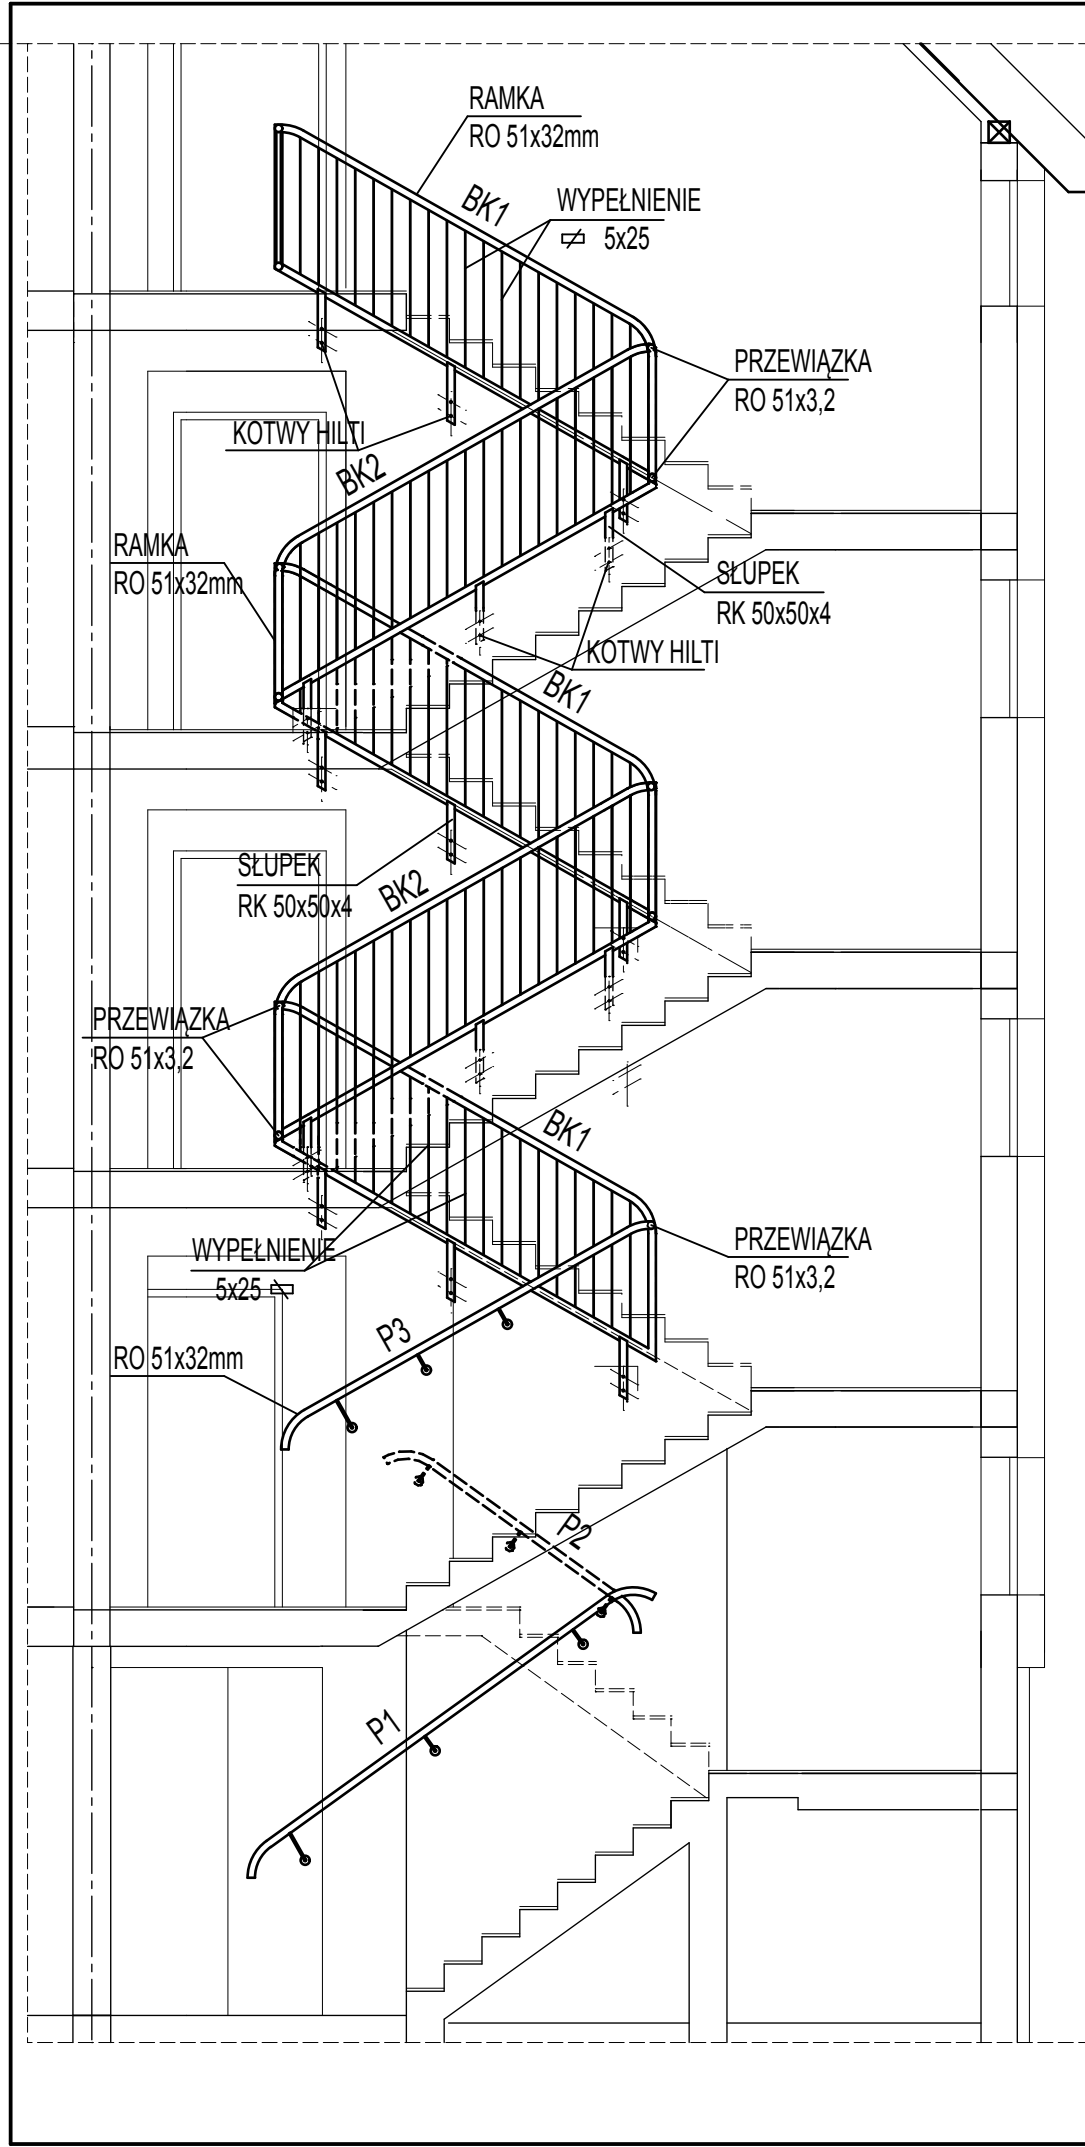 RAMKA
RO 51x32mm
BK1
WYPEŁNIENIE
5x25
PRZEWIĄZKA
RO 51x3,2
KOTWY HILTI
BK2
RAMKA
RO 51x32mm
SŁUPEK
RK 50x50x4
KOTWY HILTI
BK1
SŁUPEK
RK 50x50x4
BK2
PRZEWIĄZKA
RO 51x3,2
BK1
WYPEŁNIENIE
5x25
PRZEWIĄZKA
RO 51x3,2
P3
RO 51x32mm
P2
P1